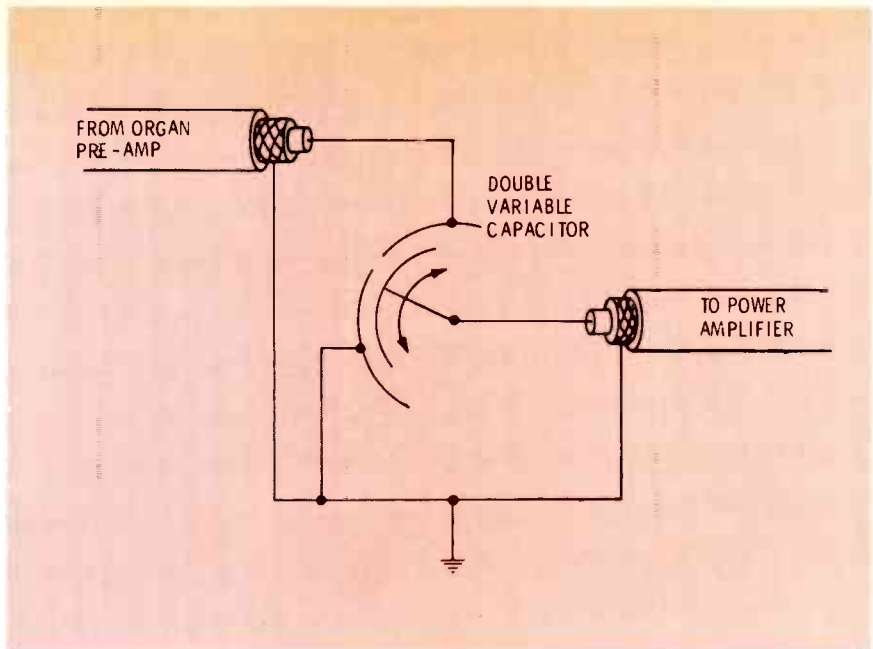 FROM ORGAN
PRE-AMP
DOUBLE
VARIABLE
CAPACITOR
TO POWER
AMPLIFIER